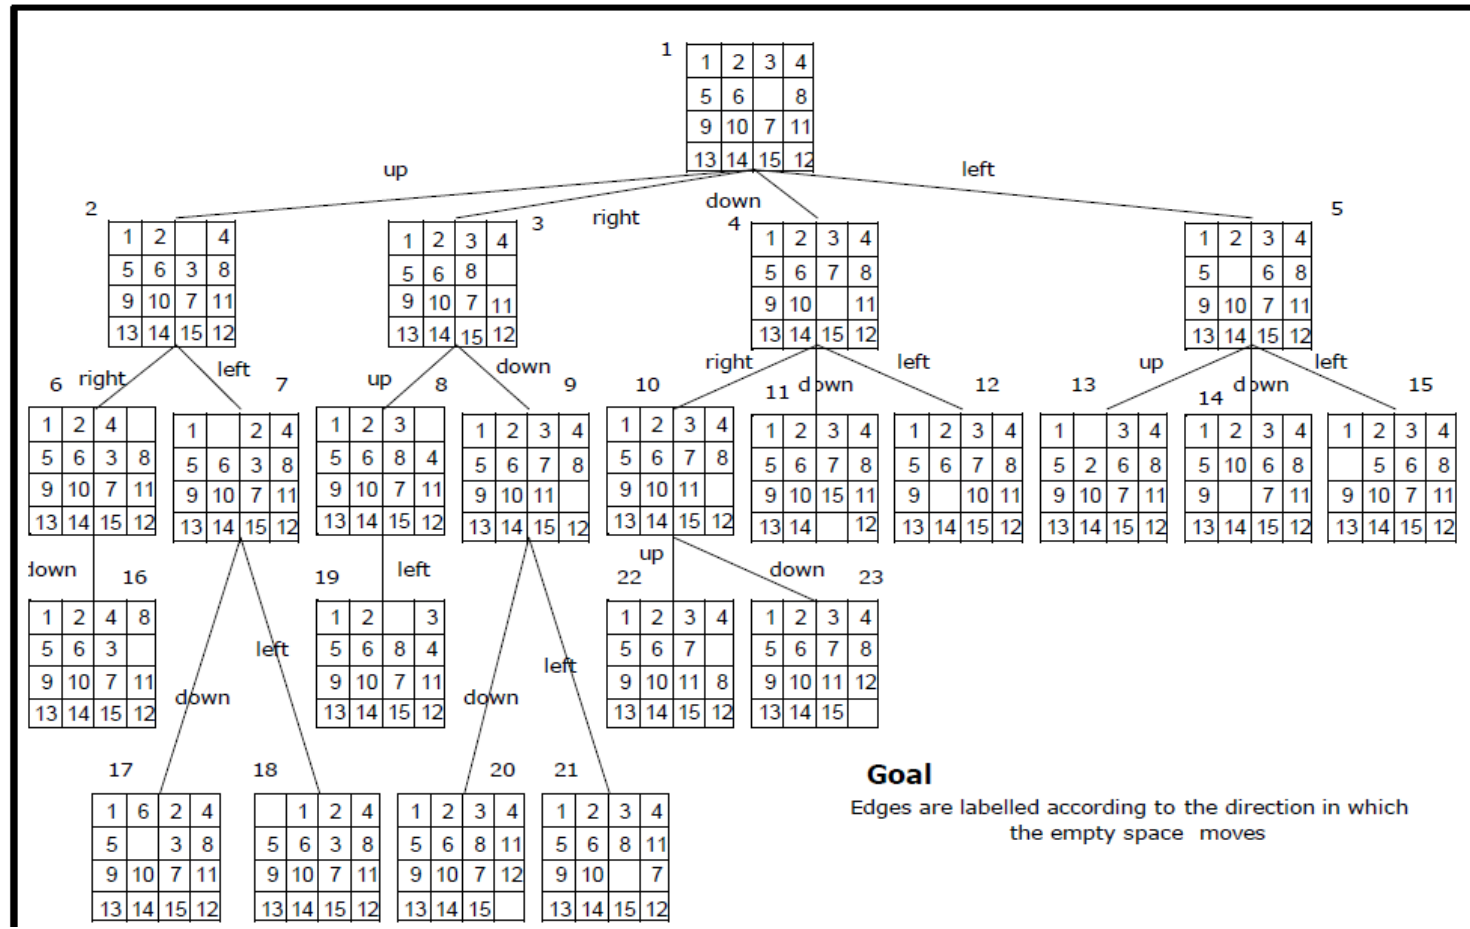 1
1 2 3 4
5 6 8
9 10 7 11
13 14 15 12
up
right
down
left
2
1 2 4
5 6 3 8
9 10 7 11
13 14 15 12
3
1 2 3 4
5 6 8
9 10 7 11
13 14 15 12
4
1 2 3 4
5 6 7 8
9 10 11
13 14 15 12
5
1 2 3 4
5 6 8
9 10 7 11
13 14 15 12
right
left
up
down
right
down
left
up
down
left
6
1 2 4
5 6 3 8
9 10 7 11
13 14 15 12
7
1 2 4
5 6 3 8
9 10 7 11
13 14 15 12
8
1 2 3
5 6 8 4
9 10 7 11
13 14 15 12
9
1 2 3 4
5 6 7 8
9 10 11
13 14 15 12
10
1 2 3 4
5 6 7 8
9 10 11
13 14 15 12
11
1 2 3 4
5 6 7 8
9 10 15 11
13 14 12
12
1 2 3 4
5 6 7 8
9 10 11
13 14 15 12
13
1 3 4
5 2 6 8
9 10 7 11
13 14 15 12
14
1 2 3 4
5 10 6 8
9 7 11
13 14 15 12
15
1 2 3 4
5 6 8
9 10 7 11
13 14 15 12
down
down
left
left
down
left
up
down
16
1 2 4 8
5 6 3
9 10 7 11
13 14 15 12
19
1 2 3
5 6 8 4
9 10 7 11
13 14 15 12
22
1 2 3 4
5 6 7
9 10 11 8
13 14 15 12
23
1 2 3 4
5 6 7 8
9 10 11 12
13 14 15
17
1 6 2 4
5 3 8
9 10 7 11
13 14 15 12
18
1 2 4
5 6 3 8
9 10 7 11
13 14 15 12
20
1 2 3 4
5 6 8 11
9 10 7 12
13 14 15
21
1 2 3 4
5 6 8 11
9 10 7
13 14 15 12
Goal
Edges are labelled according to the direction in which
the empty space moves